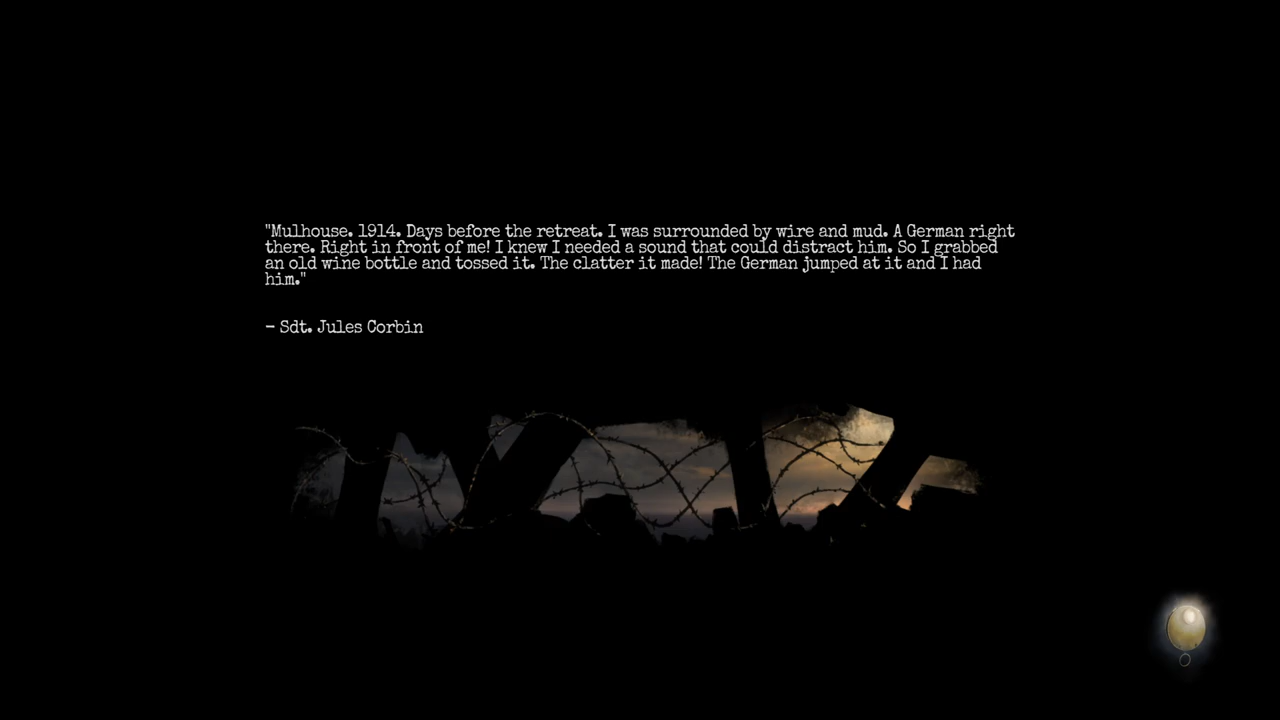 "Mulhouse. 1914. Days before the retreat. I was surrounded by wire and mud. A German right
there. Right in front of me! I knew I needed a sound that could distract him. So I grabbed
an old wine bottle and tossed it. The clatter it made! The German jumped at it and I had
him."
- Sdt. Jules Corbin